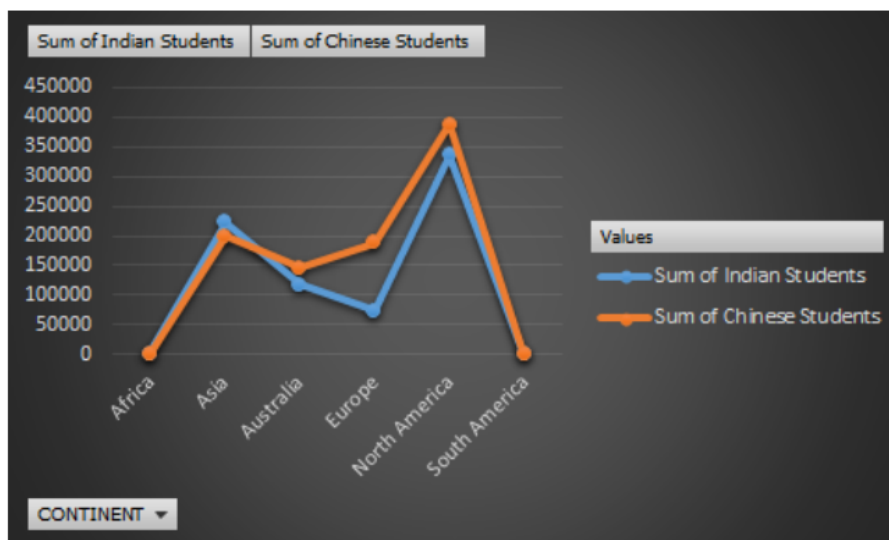 Sum of Indian Students Sum of Chinese Students
450000
400000
350000
300000
250000
200000
150000
100000
50000
0
Africa
Asia
Australia
Europe
North America
South America
Values
Sum of Indian Students
Sum of Chinese Students
CONTINENT